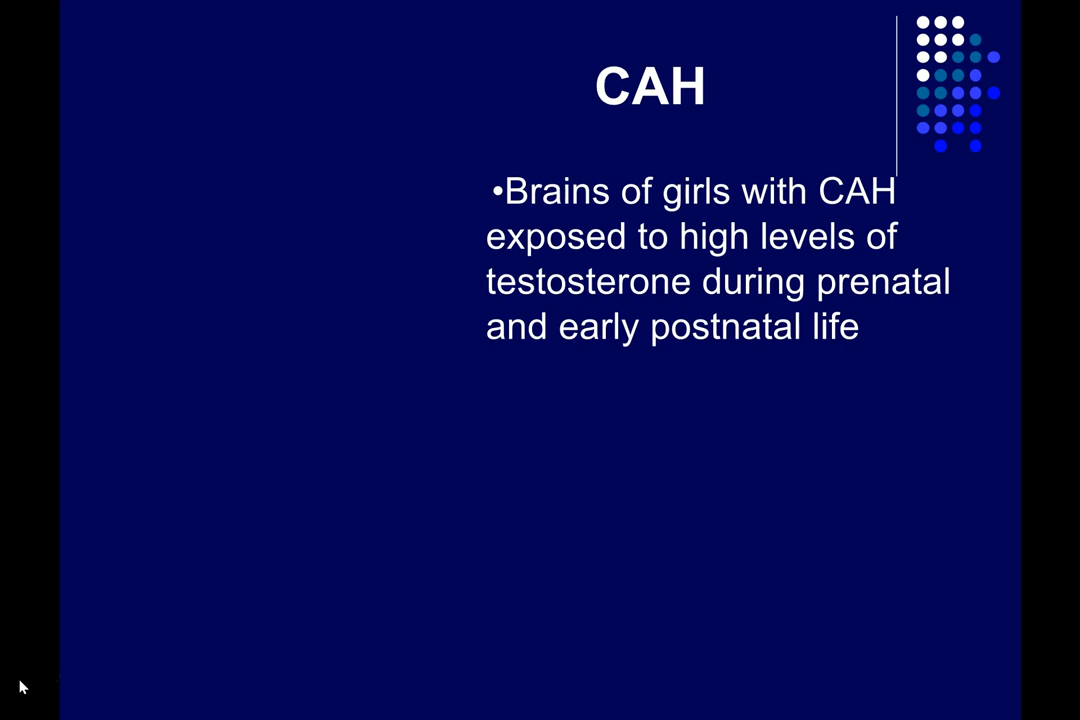 CAH
•Brains of girls with CAH
exposed to high levels of
testosterone during prenatal
and early postnatal life